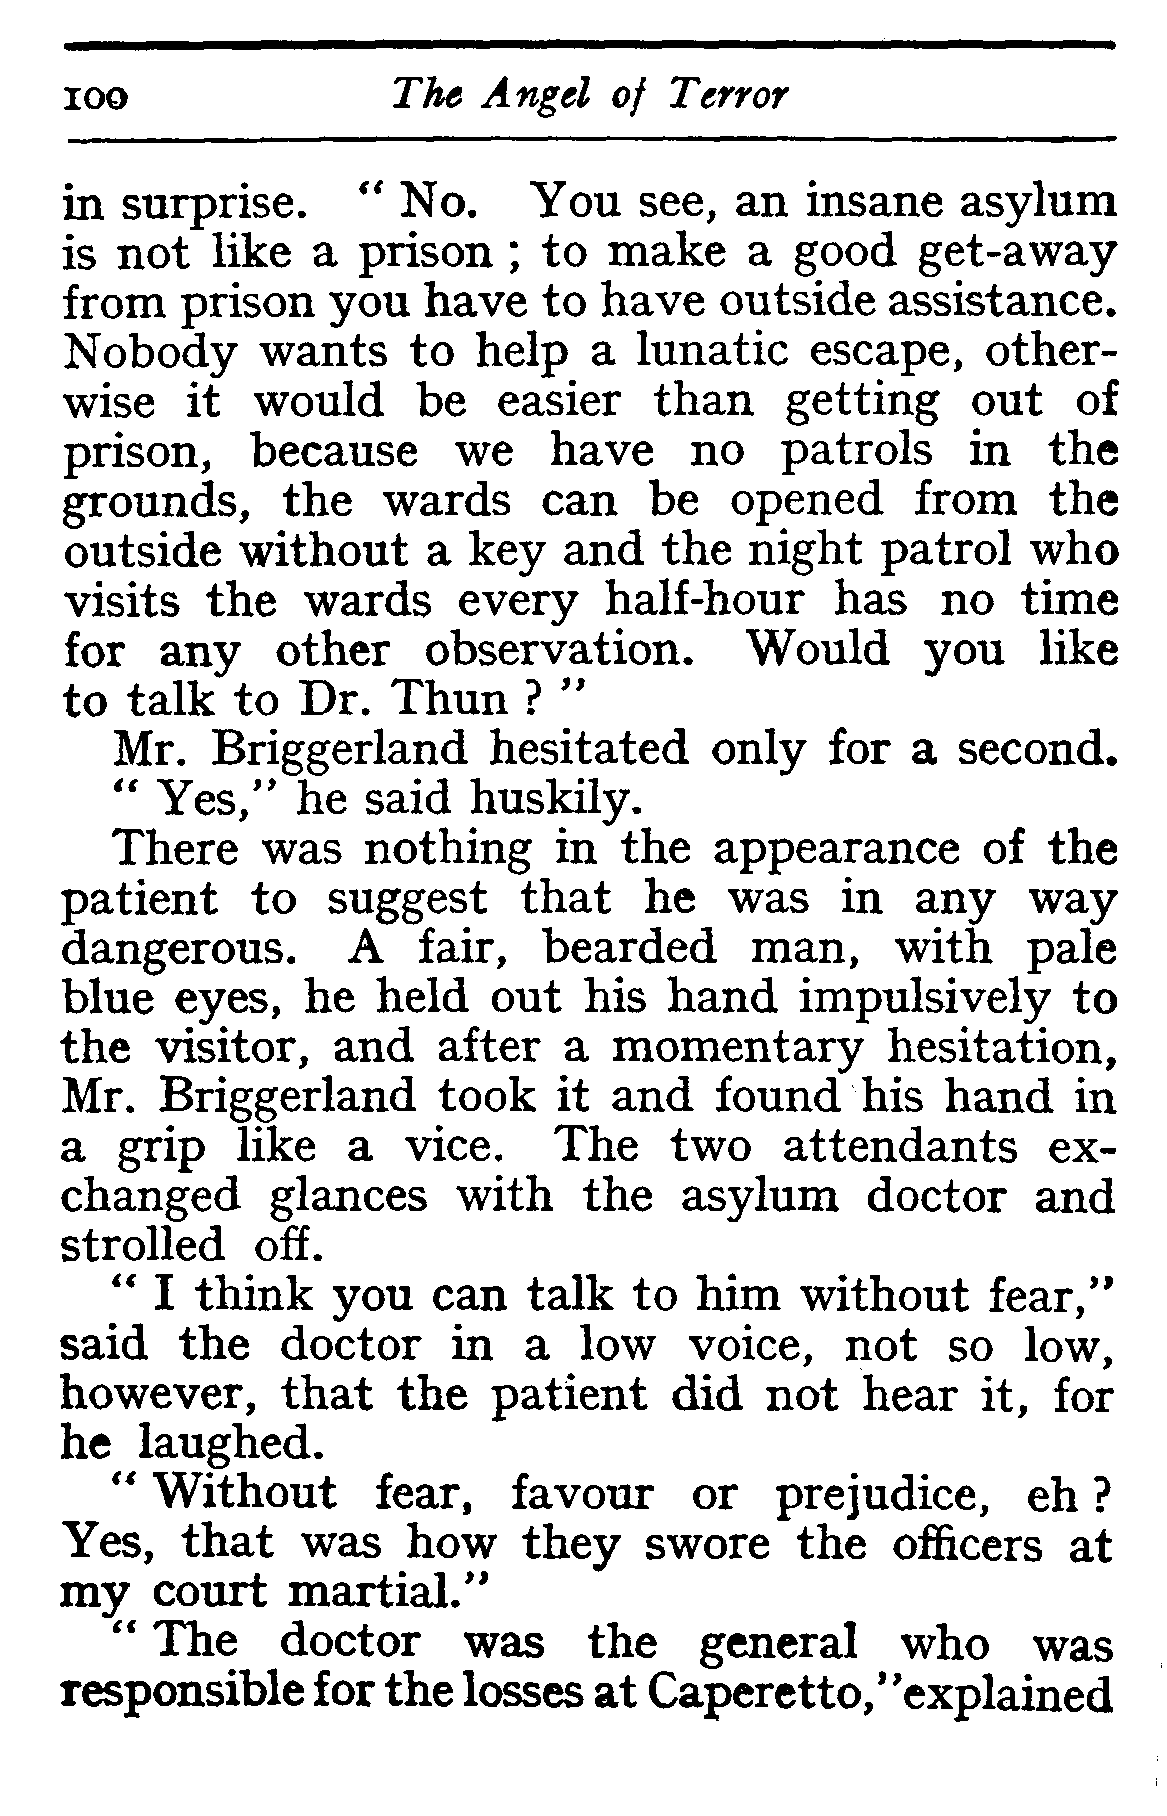 100 The Angel of Terror
in surprise. “ No. You see, an insane asylum
is not like a prison ; to make a good get-away
from prison you have to have outside assistance.
Nobody wants to help a lunatic escape, other-
wise it would be easier than getting out of
prison, because we have no patrols in the
grounds, the wards can be opened from the
outside without a key and the night patrol who
visits the wards every half-hour has no time
for any other observation. Would you like
to talk to Dr. Thun ? ”
Mr. Briggerland hesitated only for a second.
“ Yes,” he said huskily.
There was nothing in the appearance of the
patient to suggest that he was in any way
dangerous. A fair, bearded man, with pale
blue eyes, he held out his hand impulsively to
the visitor, and after a momentary hesitation,
Mr. Briggerland took it and found his hand in
a grip like a vice. The two attendants ex-
changed glances with the asylum doctor and
strolled off.
“ I think you can talk to him without fear,”
said the doctor in a low voice, not so low,
however, that the patient did not hear it, for
he laughed.
“ Without fear, favour or prejudice, eh ?
Yes, that was how they swore the officers at
my court martial.”
“ The doctor was the general who was
responsible for the losses at Caperetto,”explained